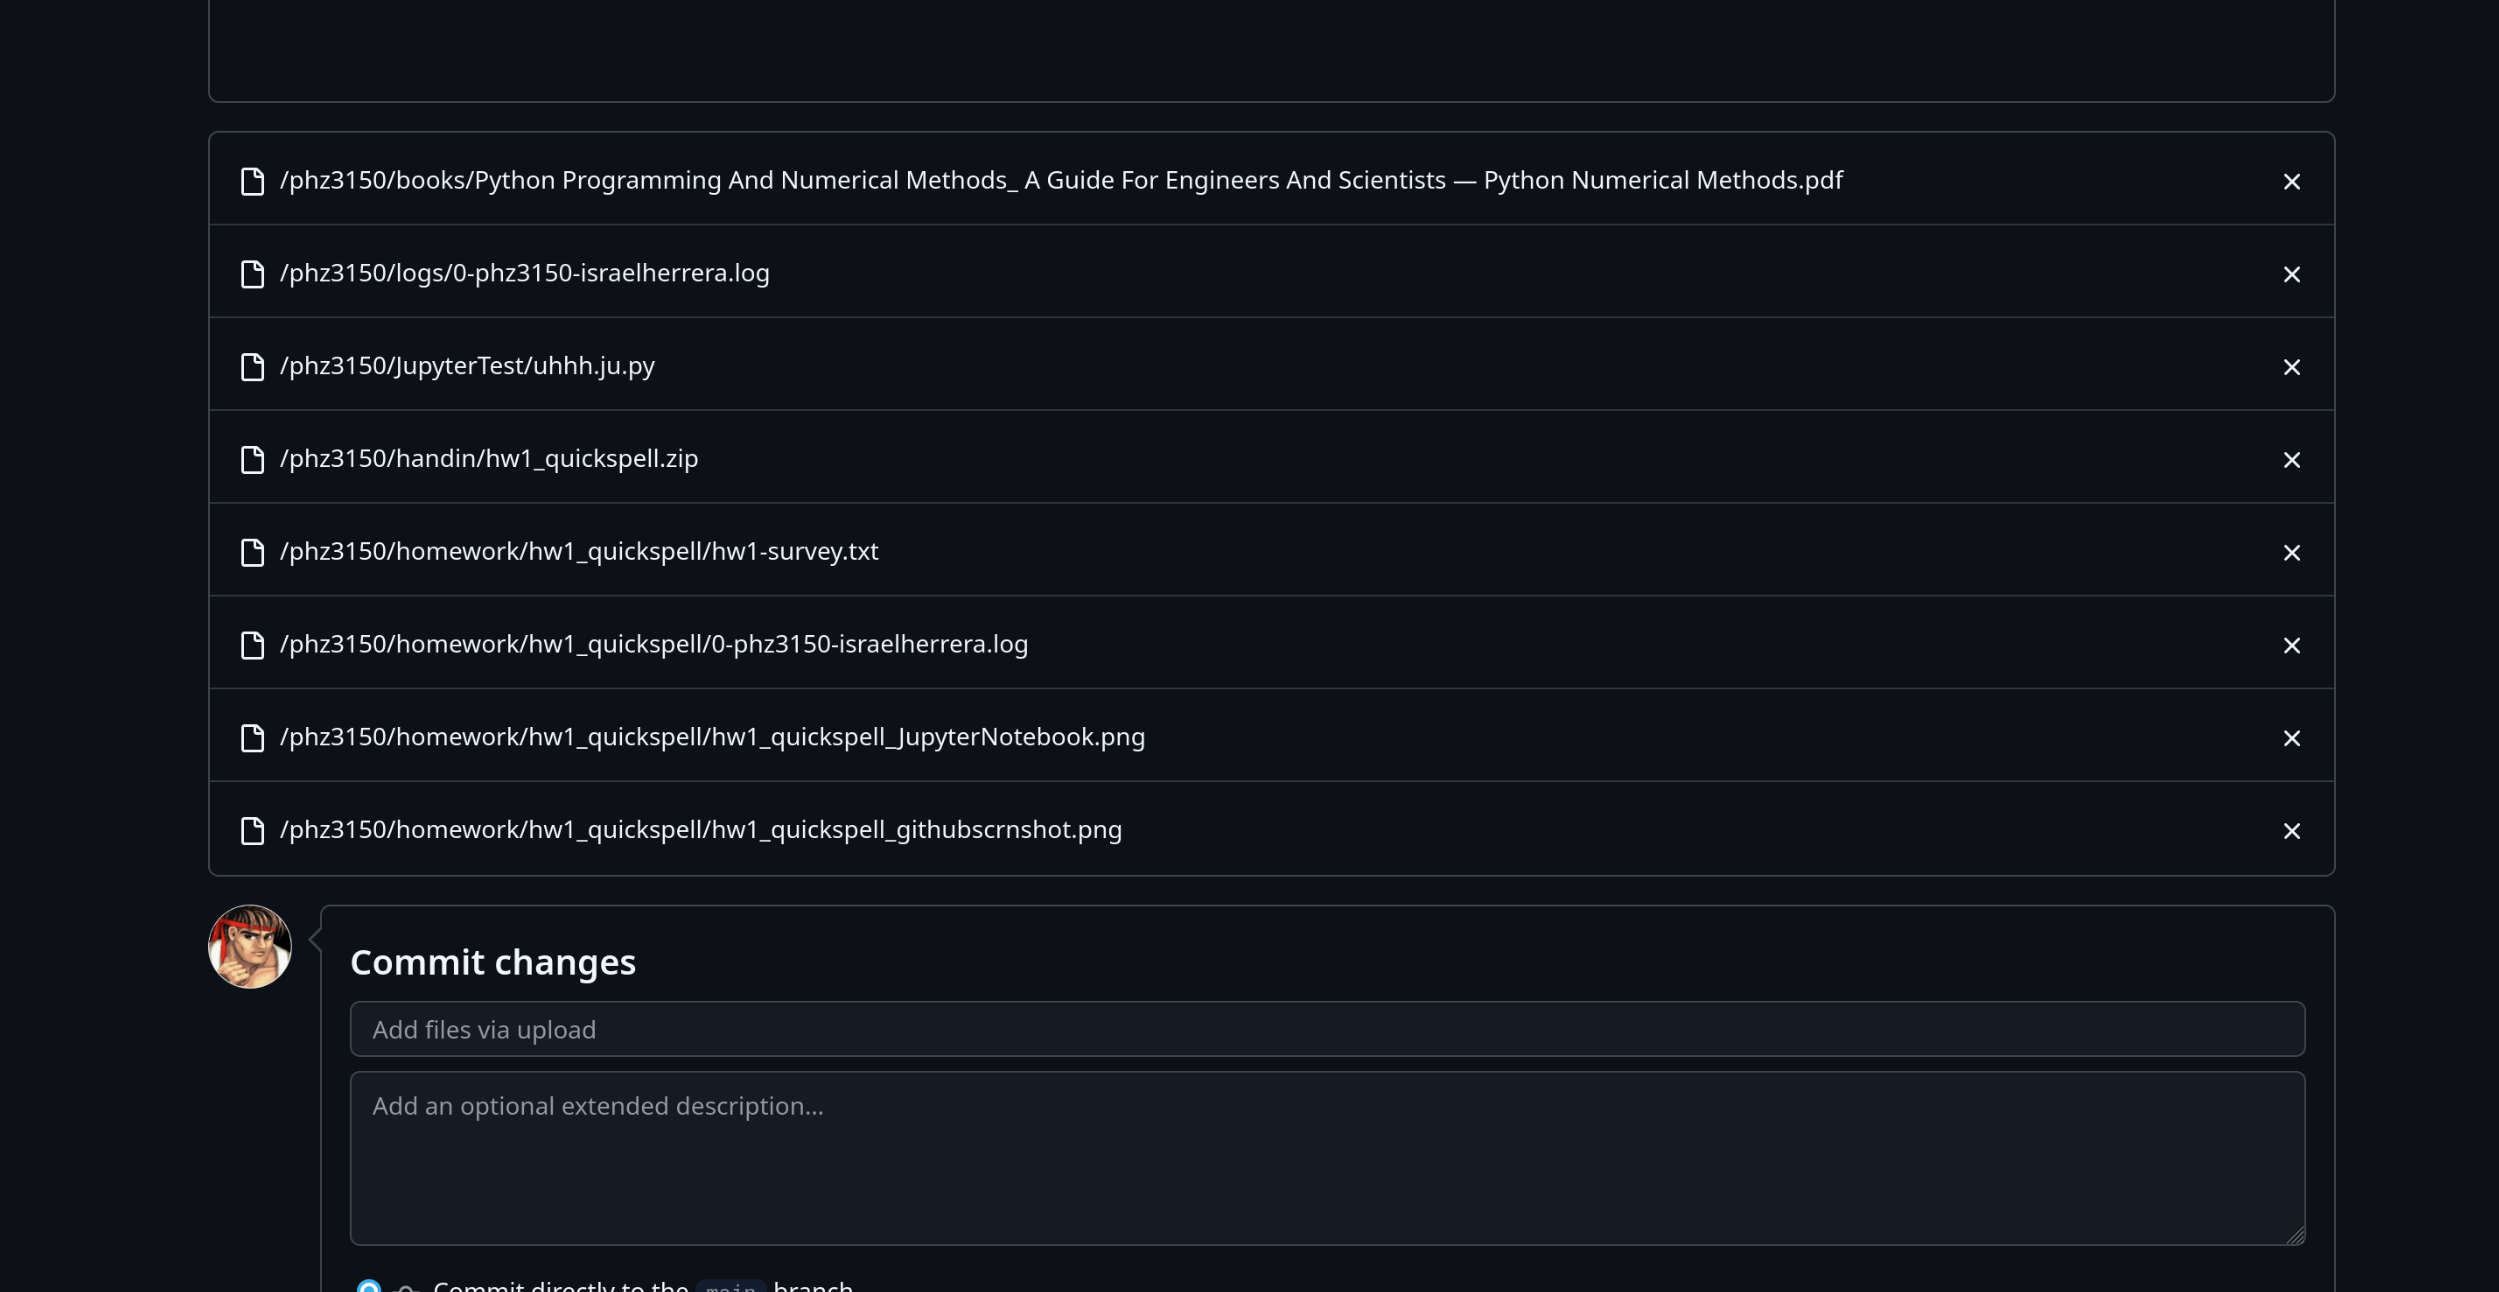 /phz3150/books/Python Programming And Numerical Methods_ A Guide For Engineers And Scientists — Python Numerical Methods.pdf
/phz3150/logs/0-phz3150-israelherrera.log
/phz3150/JupyterTest/uhhh.ju.py
/phz3150/handin/hw1_quickspell.zip
/phz3150/homework/hw1_quickspell/hw1-survey.txt
/phz3150/homework/hw1_quickspell/0-phz3150-israelherrera.log
/phz3150/homework/hw1_quickspell/hw1_quickspell_JupyterNotebook.png
/phz3150/homework/hw1_quickspell/hw1_quickspell_githubscrnshot.png
Commit changes
Add files via upload
Add an optional extended description...
Commit directly to the main branch